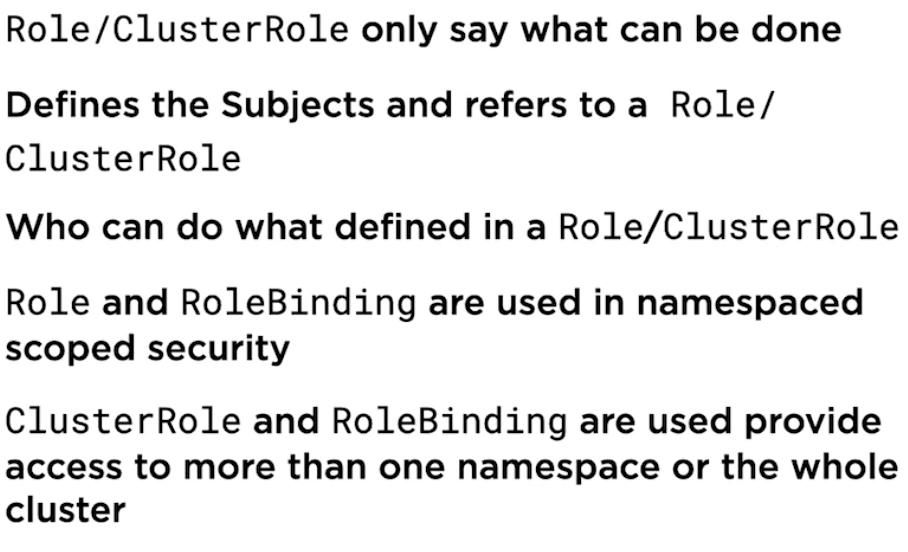 Role/ClusterRole only say what can be done
Defines the Subjects and refers to a Role/
ClusterRole
Who can do what defined in a Role/ClusterRole
Role and RoleBinding are used in namespaced
scoped security
ClusterRole and RoleBinding are used provide
access to more than one namespace or the whole
cluster